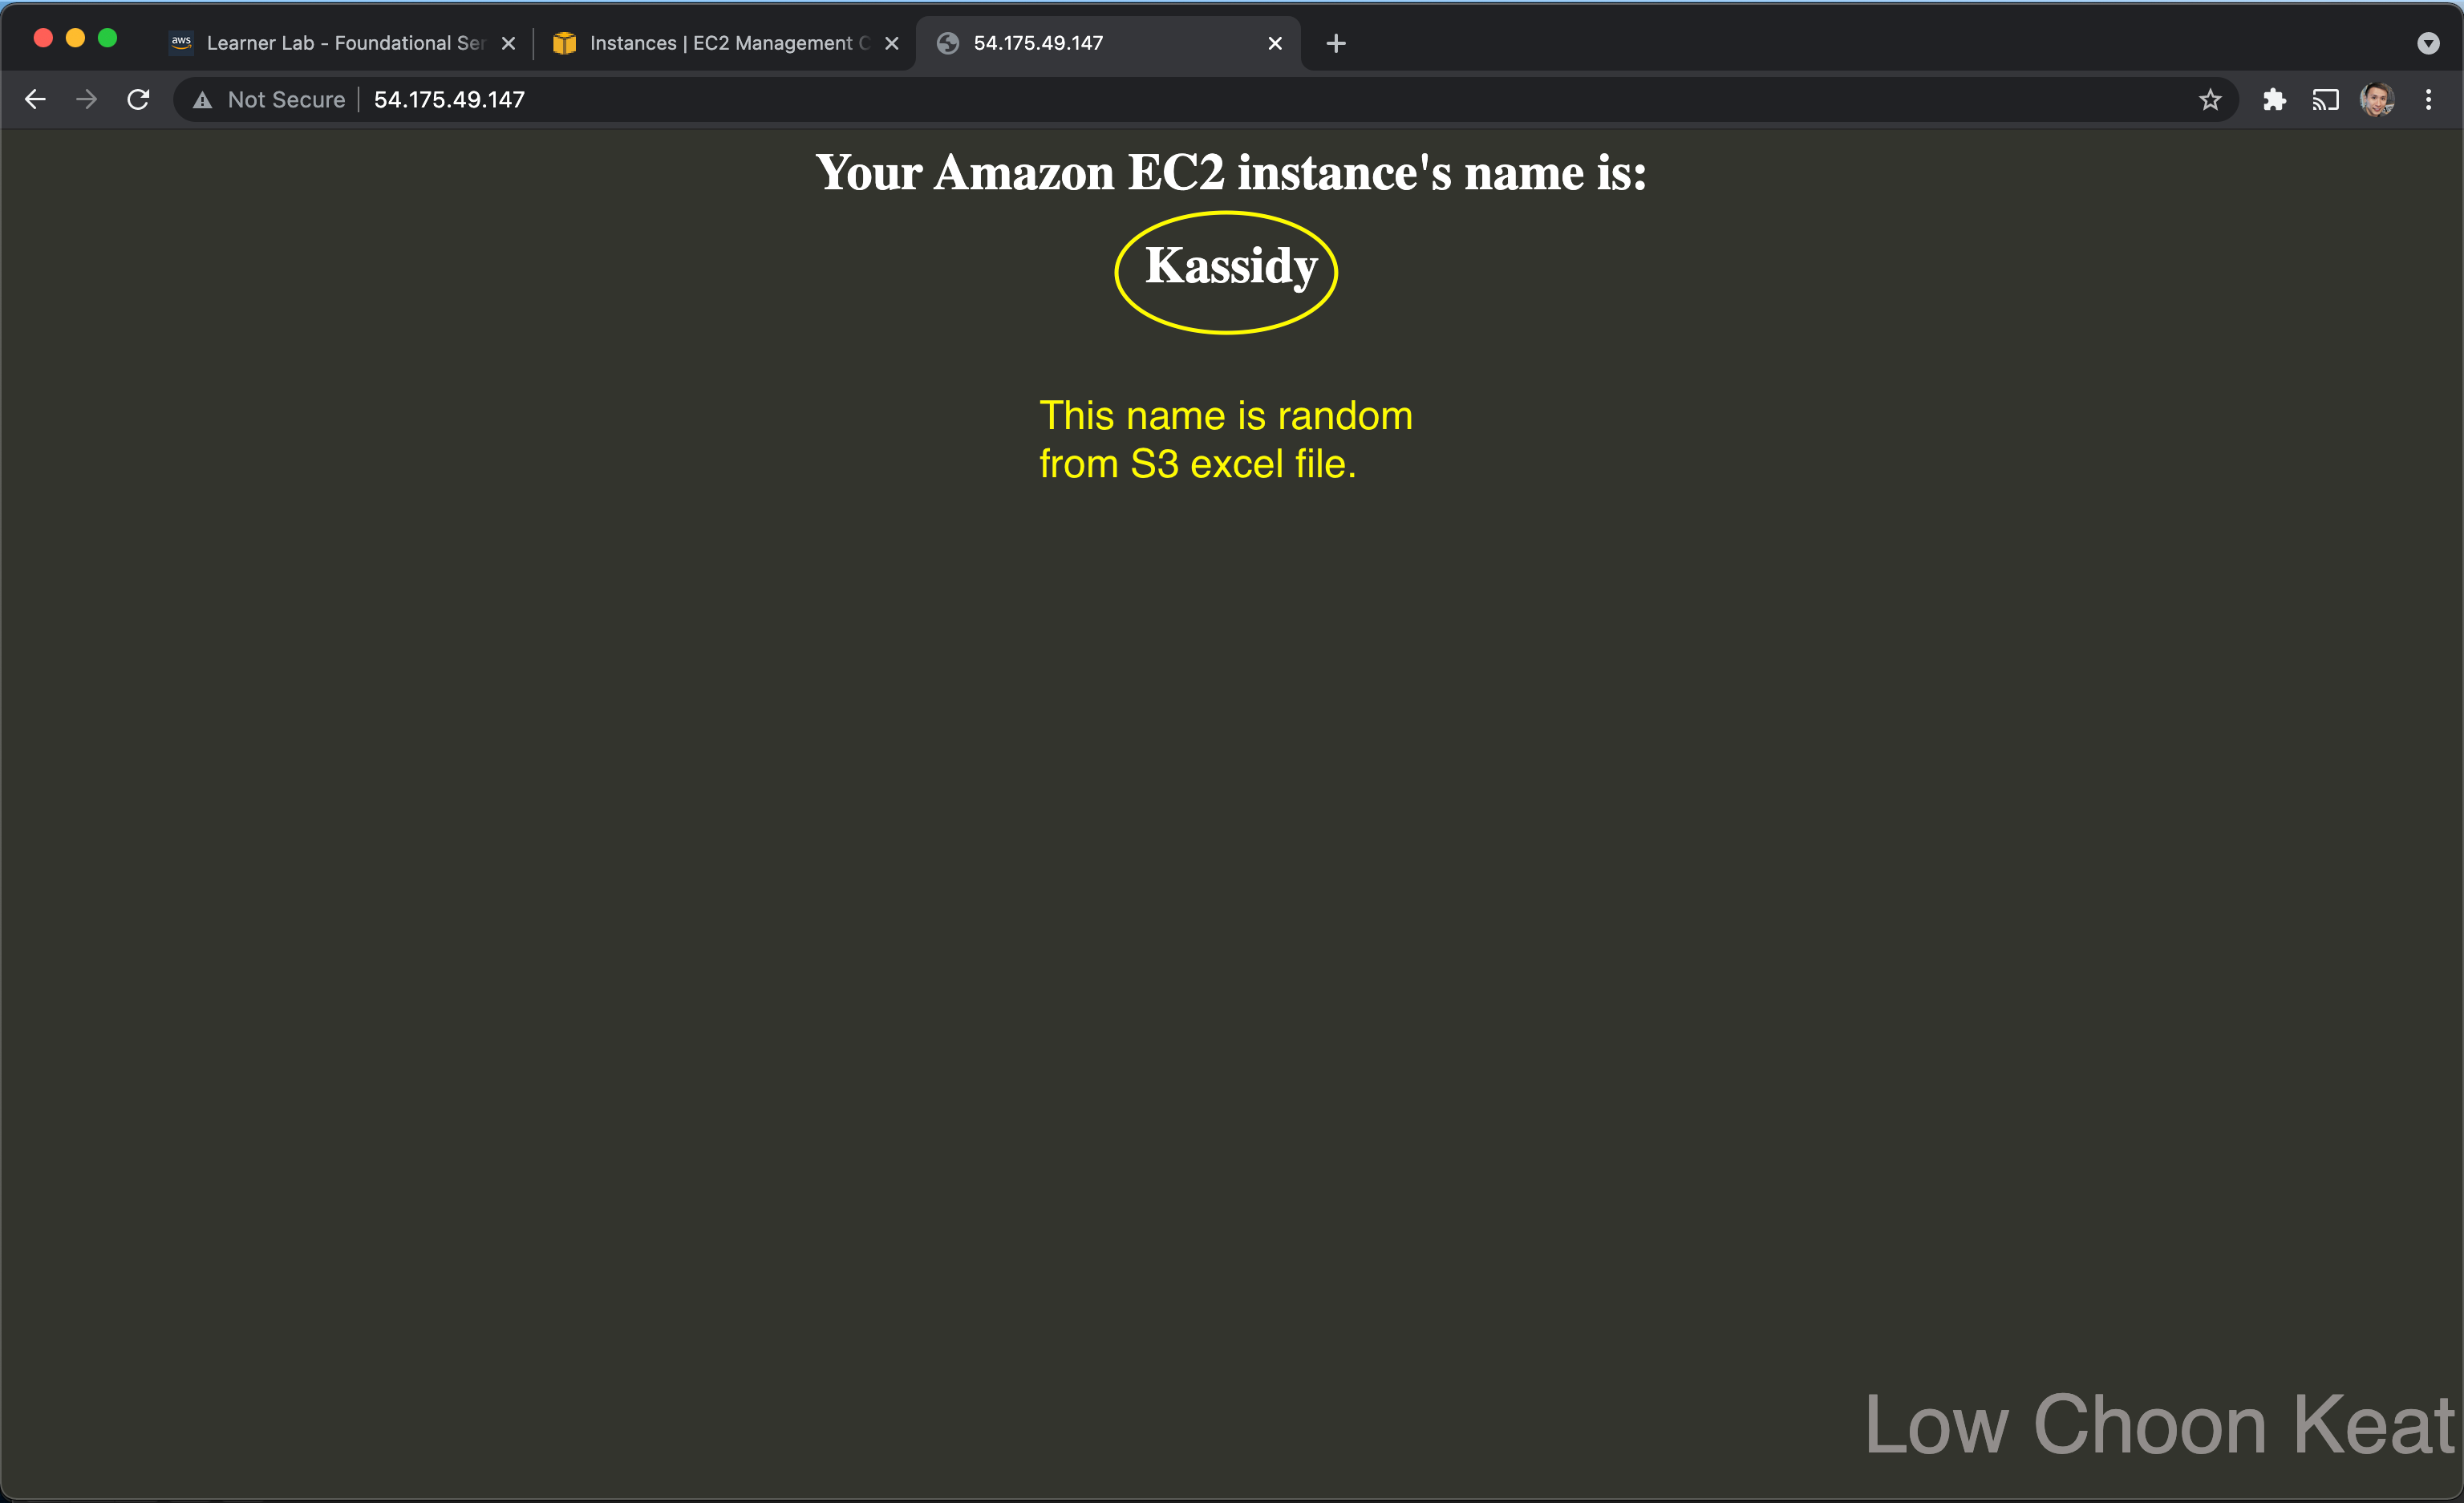 aws Learner Lab - Foundational Ser
Instances | EC2 Management C
54.175.49.147
Not Secure
54.175.49.147
Your Amazon EC2 instance's name is:
Kassidy
This name is random
from S3 excel file.
Low Choon Keat